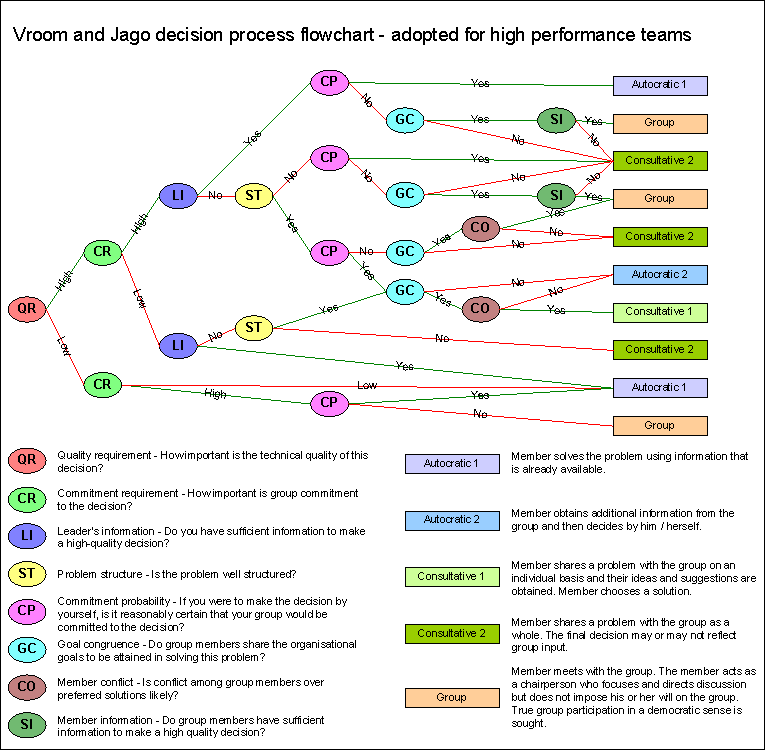 Vroom and Jago decision process flowchart - adopted for high performance teams
CP
Yes
Autocratic 1
No
GC
Yes
SI
Yes
Group
No
No
Yes
CP
Yes
Consultative 2
No
No
No
No
LI
No
ST
GC
Yes
SI
Yes
Group
High
Yes
Yes
CO
No
Consultative 2
CR
CP
No
GC
Yes
No
High
Yes
No
Autocratic 2
GC
Yes
No
Low
CO
Yes
Consultative 1
QR
Yes
No
ST
LI
No
Consultative 2
Low
Yes
CR
Low
Autocratic 1
High
CP
Yes
No
Group
QR
Quality requirement - How important is the technical quality of this
decision?
CR
Commitment requirement - How important is group commitment
to the decision?
LI
Leader's information - Do you have sufficient information to make
a high-quality decision?
ST
Problem structure - Is the problem well structured?
CP
Commitment probability - If you were to make the decision by
yourself, is it reasonably certain that your group would be
committed to the decision?
GC
Goal congruence - Do group members share the organisational
goals to be attained in solving this problem?
CO
Member conflict - Is conflict among group members over
preferred solutions likely?
SI
Member information - Do group members have sufficient
information to make a high quality decision?
Autocratic 1
Member solves the problem using information that
is already available.
Autocratic 2
Member obtains additional information from the
group and then decides by him / herself.
Consultative 1
Member shares a problem with the group on an
individual basis and their ideas and suggestions are
obtained. Member chooses a solution.
Consultative 2
Member shares a problem with the group as a
whole. The final decision may or may not reflect
group input.
Group
Member meets with the group. The member acts as
a chairperson who focuses and directs discussion
but does not impose his or her will on the group.
True group participation in a democratic sense is
sought.